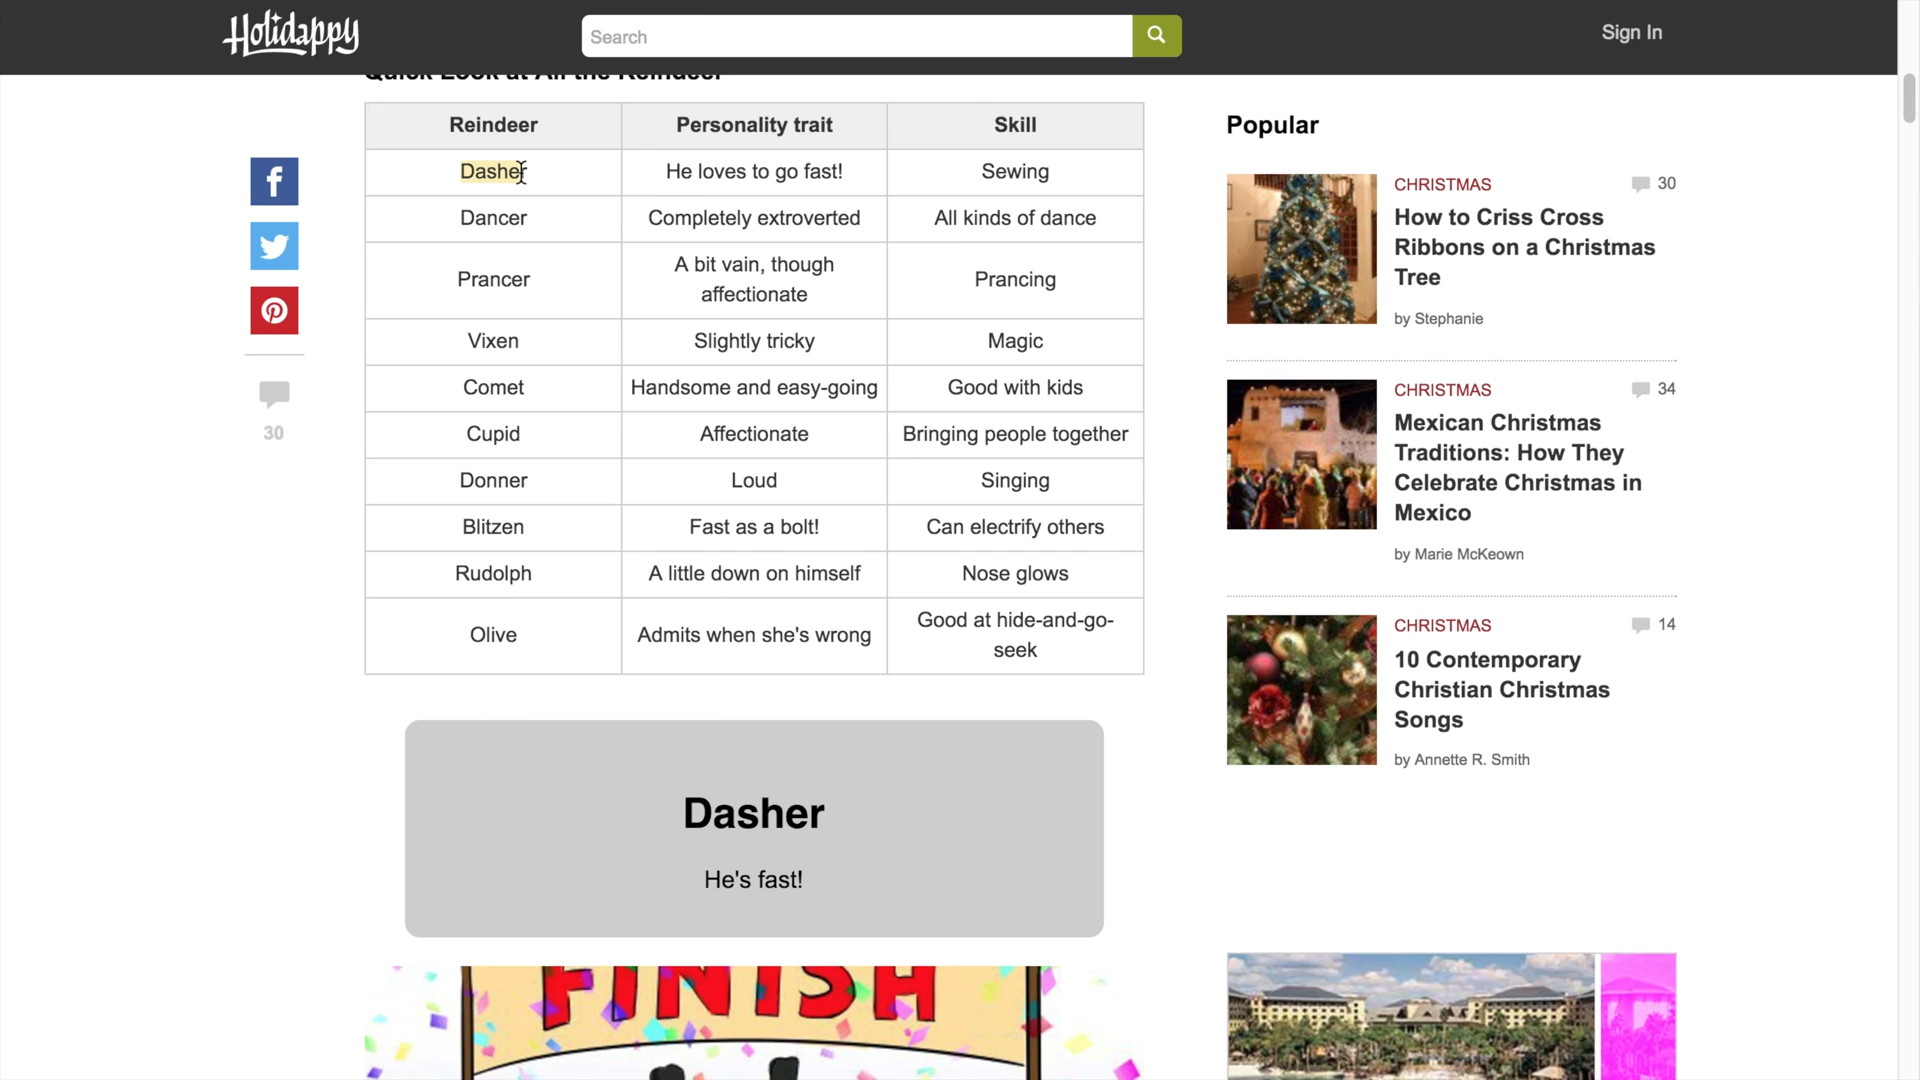 Holidappy
Search
Sign In
Quick Look at All the Reindeer
Reindeer Personality trait Skill
Dasher He loves to go fast! Sewing
Dancer Completely extroverted All kinds of dance
Prancer A bit vain, though affectionate Prancing
Vixen Slightly tricky Magic
Comet Handsome and easy-going Good with kids
Cupid Affectionate Bringing people together
Donner Loud Singing
Blitzen Fast as a bolt! Can electrify others
Rudolph A little down on himself Nose glows
Olive Admits when she's wrong Good at hide-and-go-seek
30
Dasher
He's fast!
FINISH
Popular
CHRISTMAS 30
How to Criss Cross
Ribbons on a Christmas
Tree
by Stephanie
CHRISTMAS 34
Mexican Christmas
Traditions: How They
Celebrate Christmas in
Mexico
by Marie McKeown
CHRISTMAS 14
10 Contemporary
Christian Christmas
Songs
by Annette R. Smith